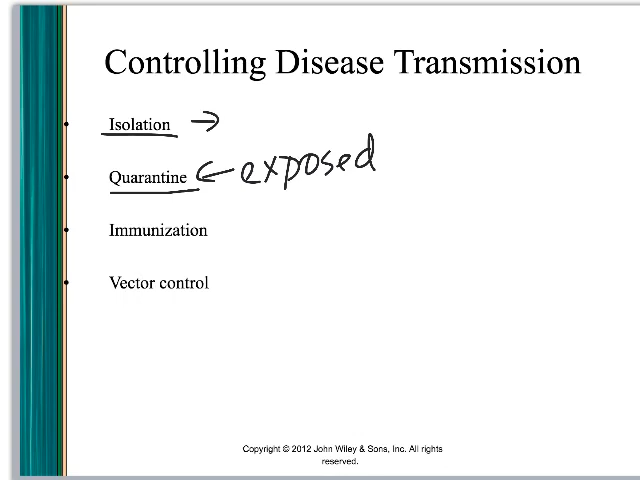 Controlling Disease Transmission
• Isolation →
• Quarantine ← exposed
• Immunization
• Vector control
Copyright © 2012 John Wiley & Sons, Inc. All rights
reserved.